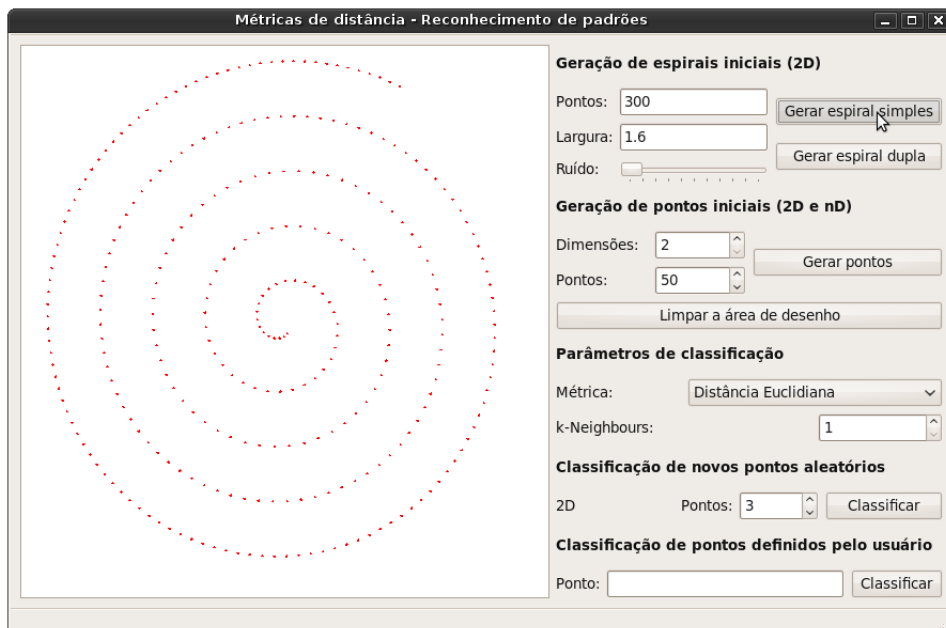 Métricas de distância - Reconhecimento de padrões
Geração de espirais iniciais (2D)
Pontos: 300
Gerar espiral simples
Largura: 1.6
Gerar espiral dupla
Ruído:
Geração de pontos iniciais (2D e nD)
Dimensões: 2
Gerar pontos
Pontos: 50
Limpar a área de desenho
Parâmetros de classificação
Métrica: Distância Euclidiana
k-Neighbours: 1
Classificação de novos pontos aleatórios
2D Pontos: 3 Classificar
Classificação de pontos definidos pelo usuário
Ponto: Classificar